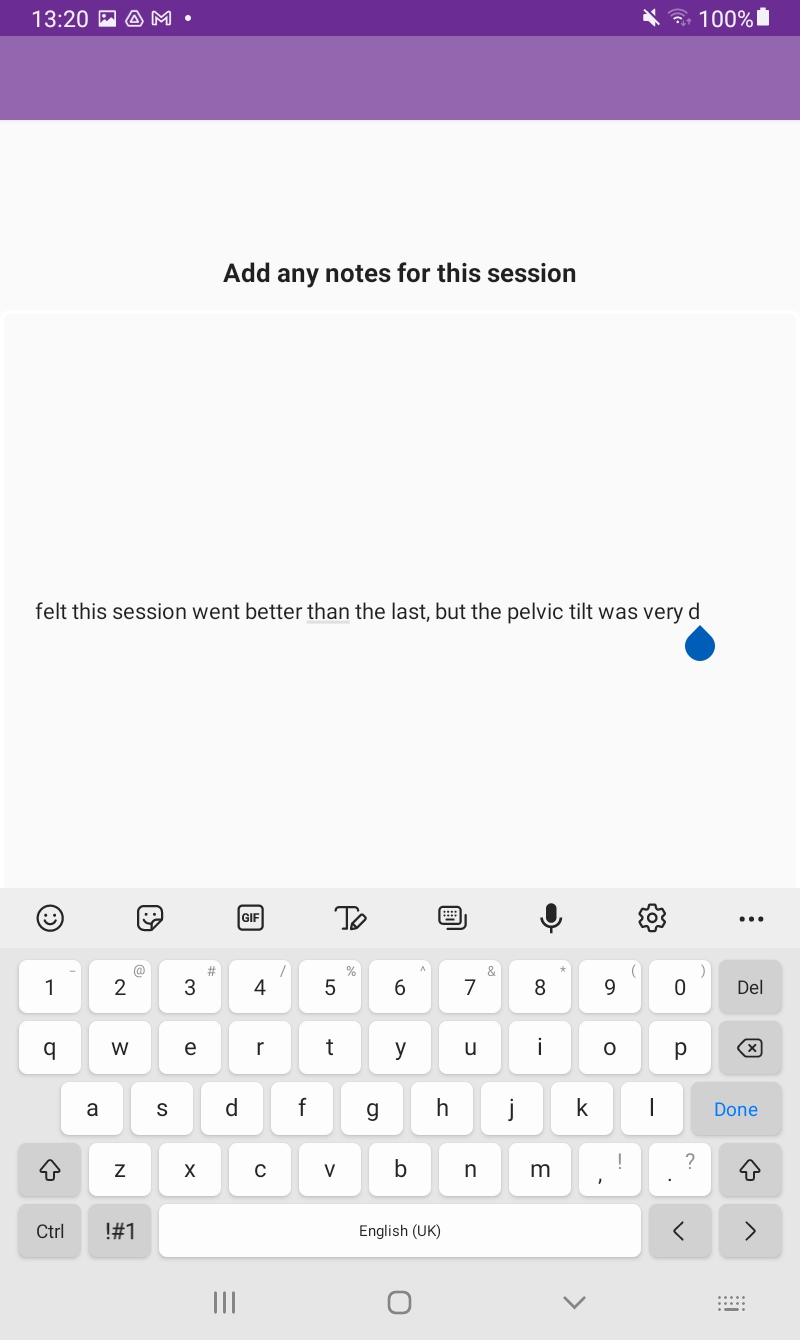 13:20
100%
Add any notes for this session
felt this session went better than the last, but the pelvic tilt was very d
GIF
1 − 2 @ 3 # 4 / 5 % 6 ^ 7 & 8 * 9 ( 0 ) Del
q w e r t y u i o p
a s d f g h j k l Done
z x c v b n m , ! . ?
Ctrl !#1 English (UK) < >